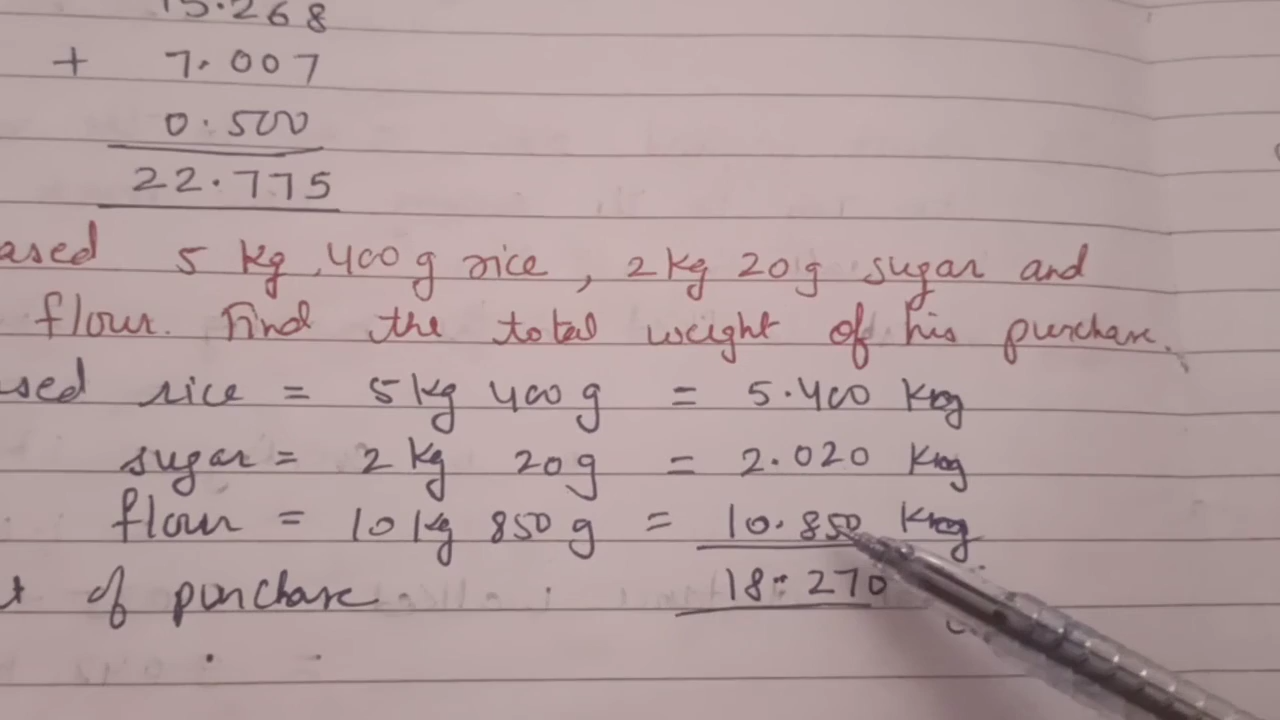 15.268
+ 7.007
0.500
22.775
ased 5 kg 400 g rice, 2 kg 20 g sugar and
flour. Find the total weight of his purchase.
used rice = 5 kg 400 g = 5.400 Kg
sugar = 2 kg 20 g = 2.020 Kg
flour = 10 kg 850 g = 10.850 Kg
t of purchase 18.270